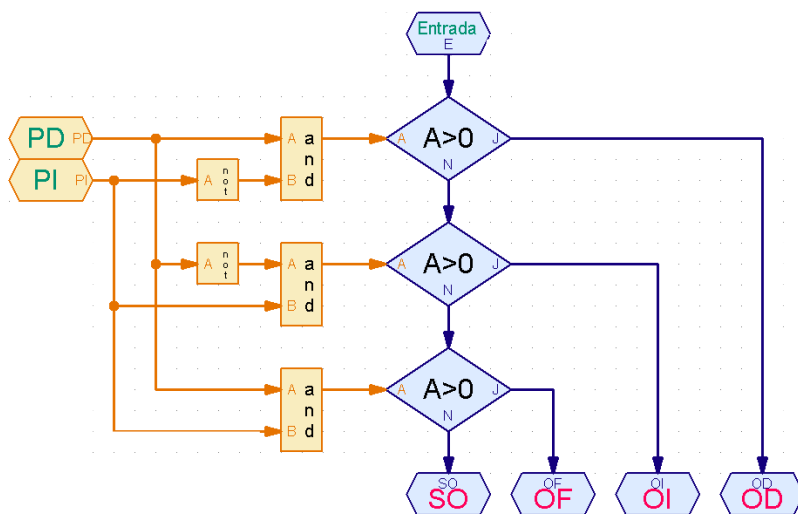 Entrada
E
PD PD
PI PI
A and
B
A not
A A>0 J
N
A not
A and
B
A A>0 J
N
A and
B
A A>0 J
N
SO
SO
OF
OF
OI
OI
OD
OD